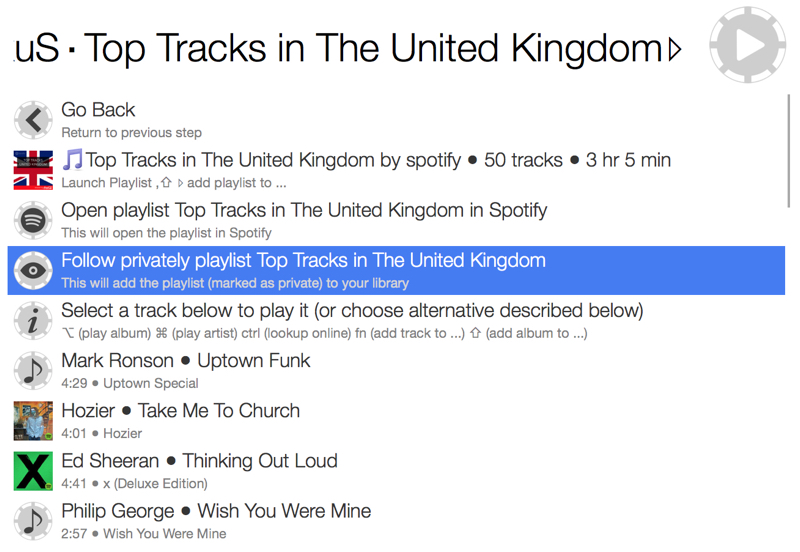 uS · Top Tracks in The United Kingdom ▹
Go Back
Return to previous step
🎵Top Tracks in The United Kingdom by spotify ● 50 tracks ● 3 hr 5 min
Launch Playlist ,⇧ ▹ add playlist to ...
Open playlist Top Tracks in The United Kingdom in Spotify
This will open the playlist in Spotify
Follow privately playlist Top Tracks in The United Kingdom
This will add the playlist (marked as private) to your library
Select a track below to play it (or choose alternative described below)
⌥ (play album) ⌘ (play artist) ctrl (lookup online) fn (add track to ...) ⇧ (add album to ...)
Mark Ronson ● Uptown Funk
4:29 ● Uptown Special
Hozier ● Take Me To Church
4:01 ● Hozier
Ed Sheeran ● Thinking Out Loud
4:41 ● x (Deluxe Edition)
Philip George ● Wish You Were Mine
2:57 ● Wish You Were Mine